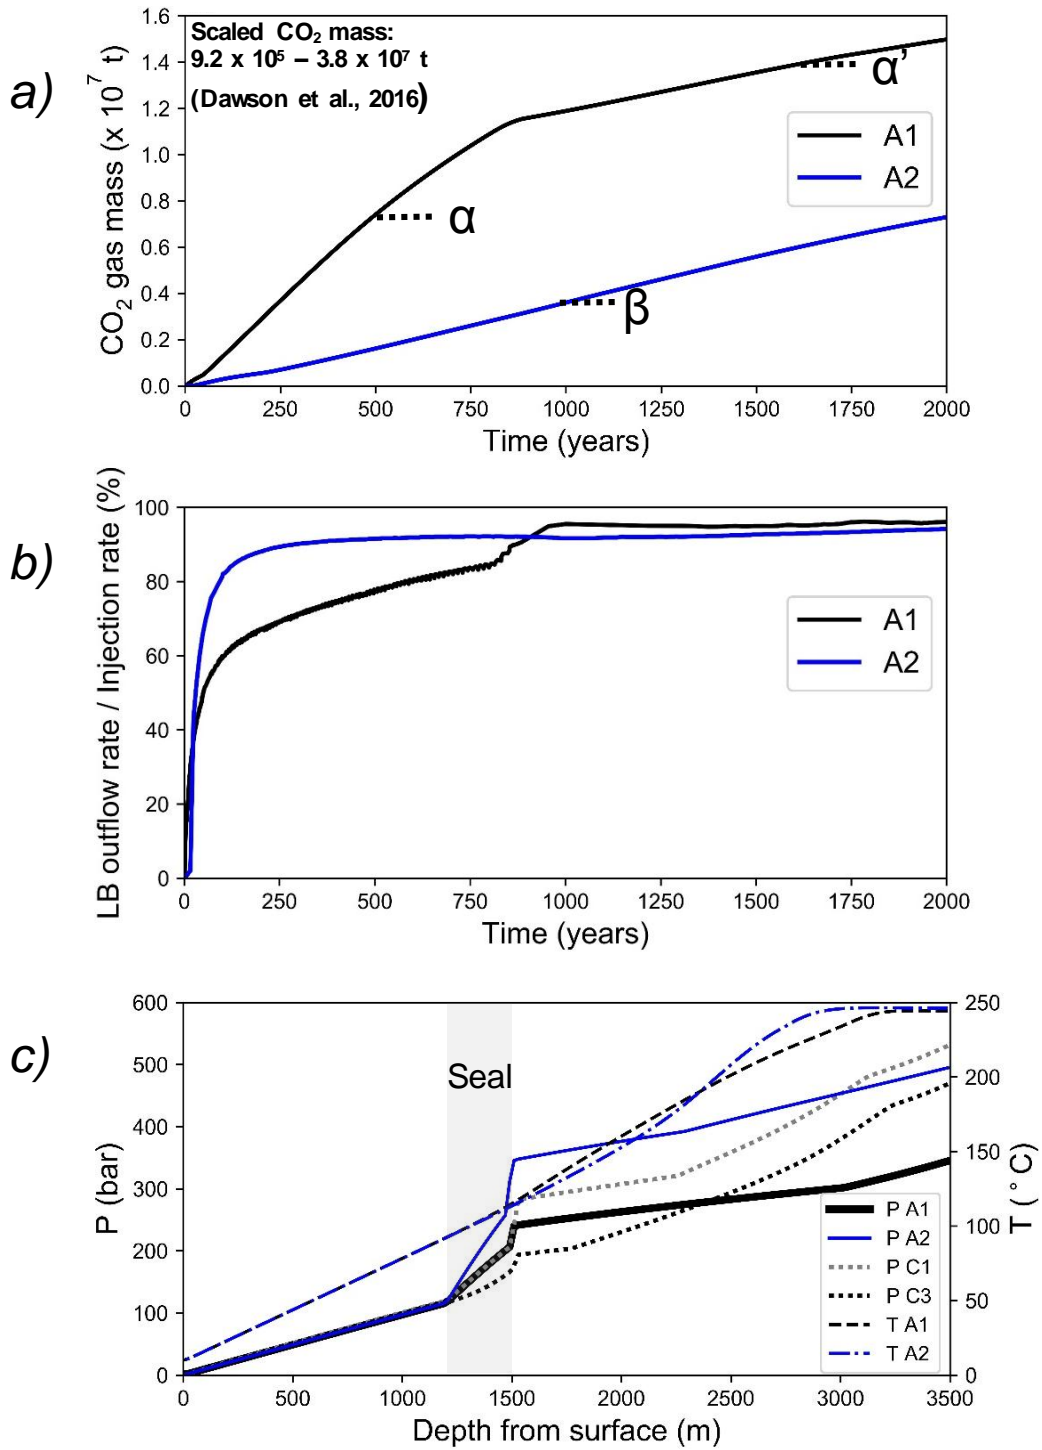 a)
Scaled CO₂ mass:
9.2 x 10⁵ – 3.8 x 10⁷ t
(Dawson et al., 2016)
CO₂ gas mass (x 10⁷ t)
1.6
1.4
1.2
1.0
0.8
0.6
0.4
0.2
0.0
α
α’
β
A1
A2
0 250 500 750 1000 1250 1500 1750 2000
Time (years)
b)
LB outflow rate / Injection rate (%)
100
80
60
40
20
0
A1
A2
0 250 500 750 1000 1250 1500 1750 2000
Time (years)
c)
P (bar)
600
500
400
300
200
100
0
Seal
250
200
150
100
50
0
T (°C)
P A1
P A2
P C1
P C3
T A1
T A2
0 500 1000 1500 2000 2500 3000 3500
Depth from surface (m)